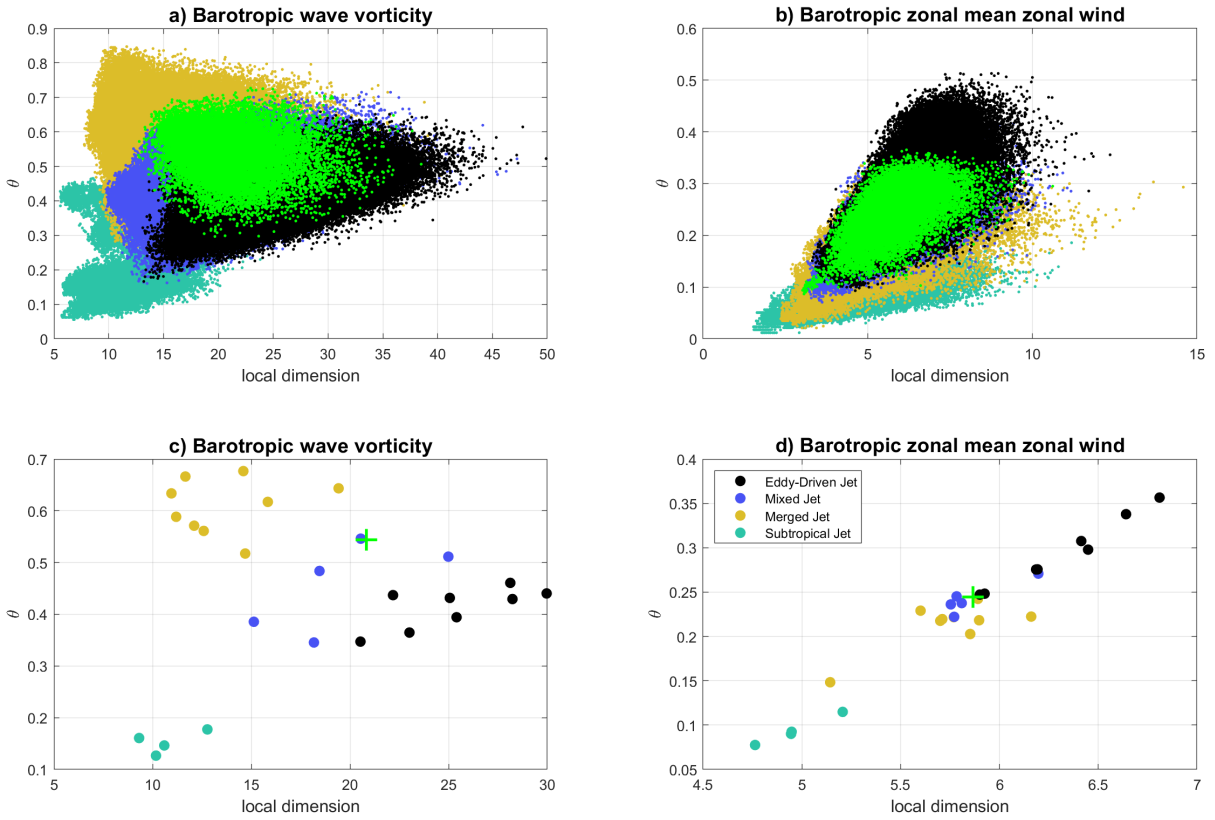 a) Barotropic wave vorticity
0.9
0.8
0.7
0.6
0.5
0.4
0.3
0.2
0.1
0
θ
5 10 15 20 25 30 35 40 45 50
local dimension
b) Barotropic zonal mean zonal wind
0.6
0.5
0.4
0.3
0.2
0.1
0
θ
0 5 10 15
local dimension
c) Barotropic wave vorticity
0.7
0.6
0.5
0.4
0.3
0.2
0.1
θ
5 10 15 20 25 30
local dimension
d) Barotropic zonal mean zonal wind
0.4
0.35
0.3
0.25
0.2
0.15
0.1
0.05
θ
Eddy-Driven Jet
Mixed Jet
Merged Jet
Subtropical Jet
4.5 5 5.5 6 6.5 7
local dimension